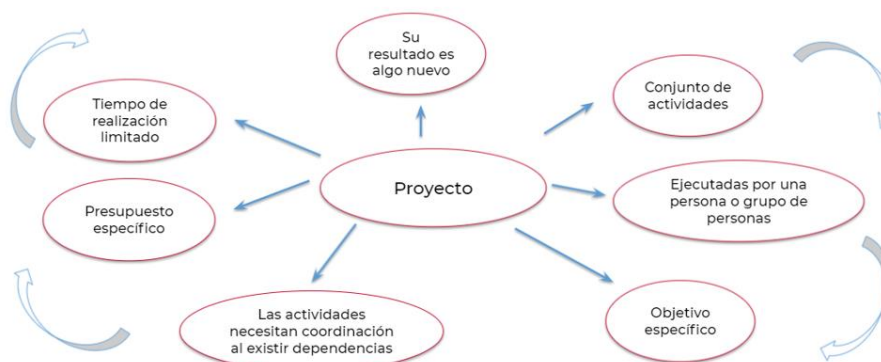 Su
resultado es
algo nuevo
Conjunto de
actividades
Tiempo de
realización
limitado
Proyecto
Ejecutadas por una
persona o grupo de
personas
Presupuesto
específico
Objetivo
específico
Las actividades
necesitan coordinación
al existir dependencias